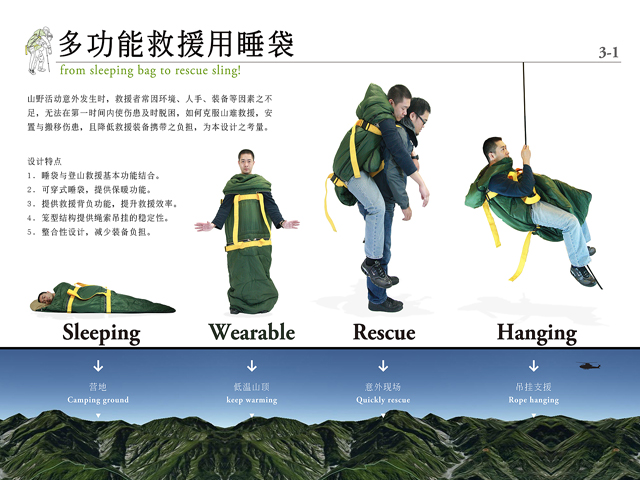 多功能救援用睡袋
from sleeping bag to rescue sling!
3-1
山野活动意外发生时，救援者常因环境、人手、装备等因素之不
足，无法在第一时间内使伤患及时脱困，如何克服山难救援，安
置与搬移伤患，且降低救援装备携带之负担，为本设计之考量。
设计特点
1．睡袋与登山救援基本功能结合。
2．可穿式睡袋，提供保暖功能。
3．提供救援背负功能，提升救援效率。
4．笼型结构提供绳索吊挂的稳定性。
5．整合性设计，减少装备负担。
Sleeping
Wearable
Rescue
Hanging
营地
Camping ground
低温山顶
keep warming
意外现场
Quickly rescue
吊挂支援
Rope hanging